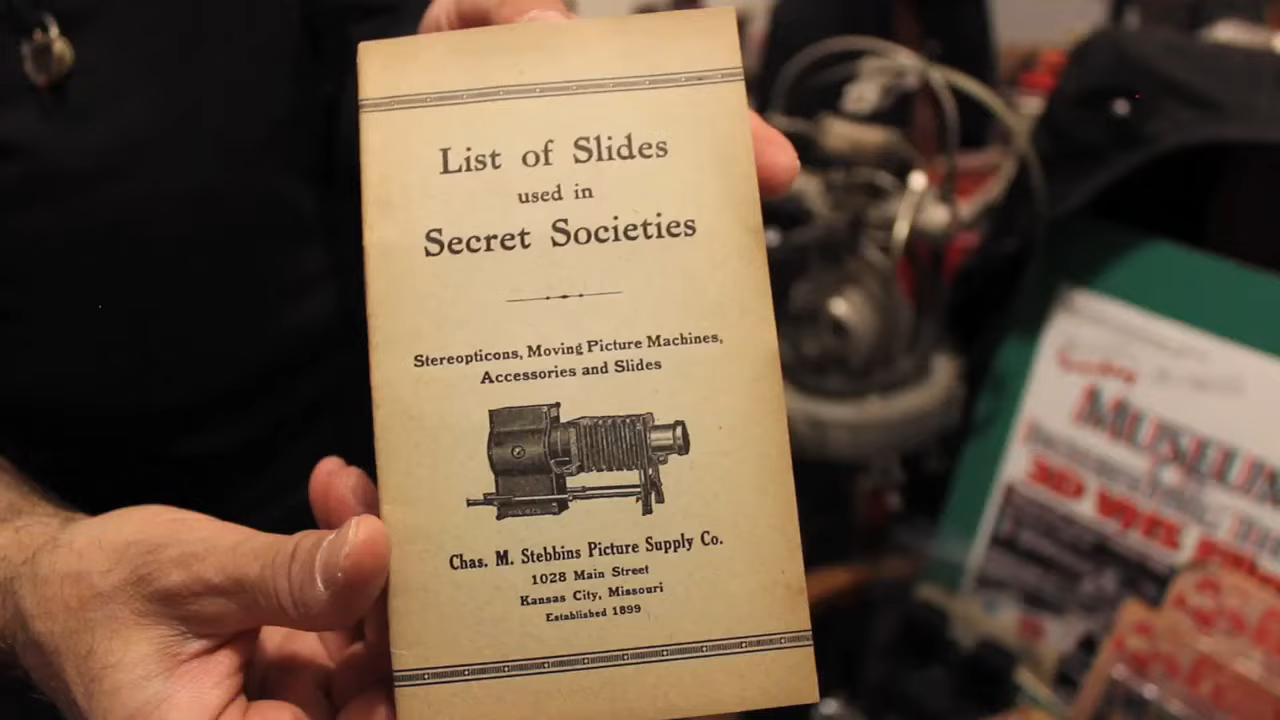 List of Slides
used in
Secret Societies
Stereopticons, Moving Picture Machines,
Accessories and Slides
Chas. M. Stebbins Picture Supply Co.
1028 Main Street
Kansas City, Missouri
Established 1899
MUSEUM
3D